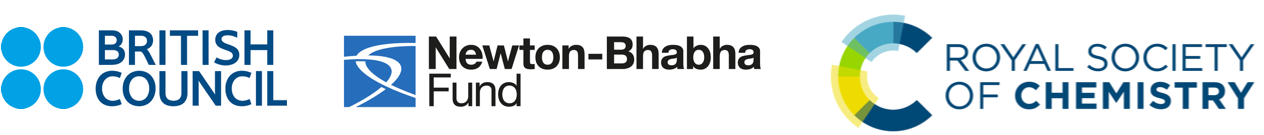 BRITISH
COUNCIL
Newton-Bhabha
Fund
ROYAL SOCIETY
OF CHEMISTRY